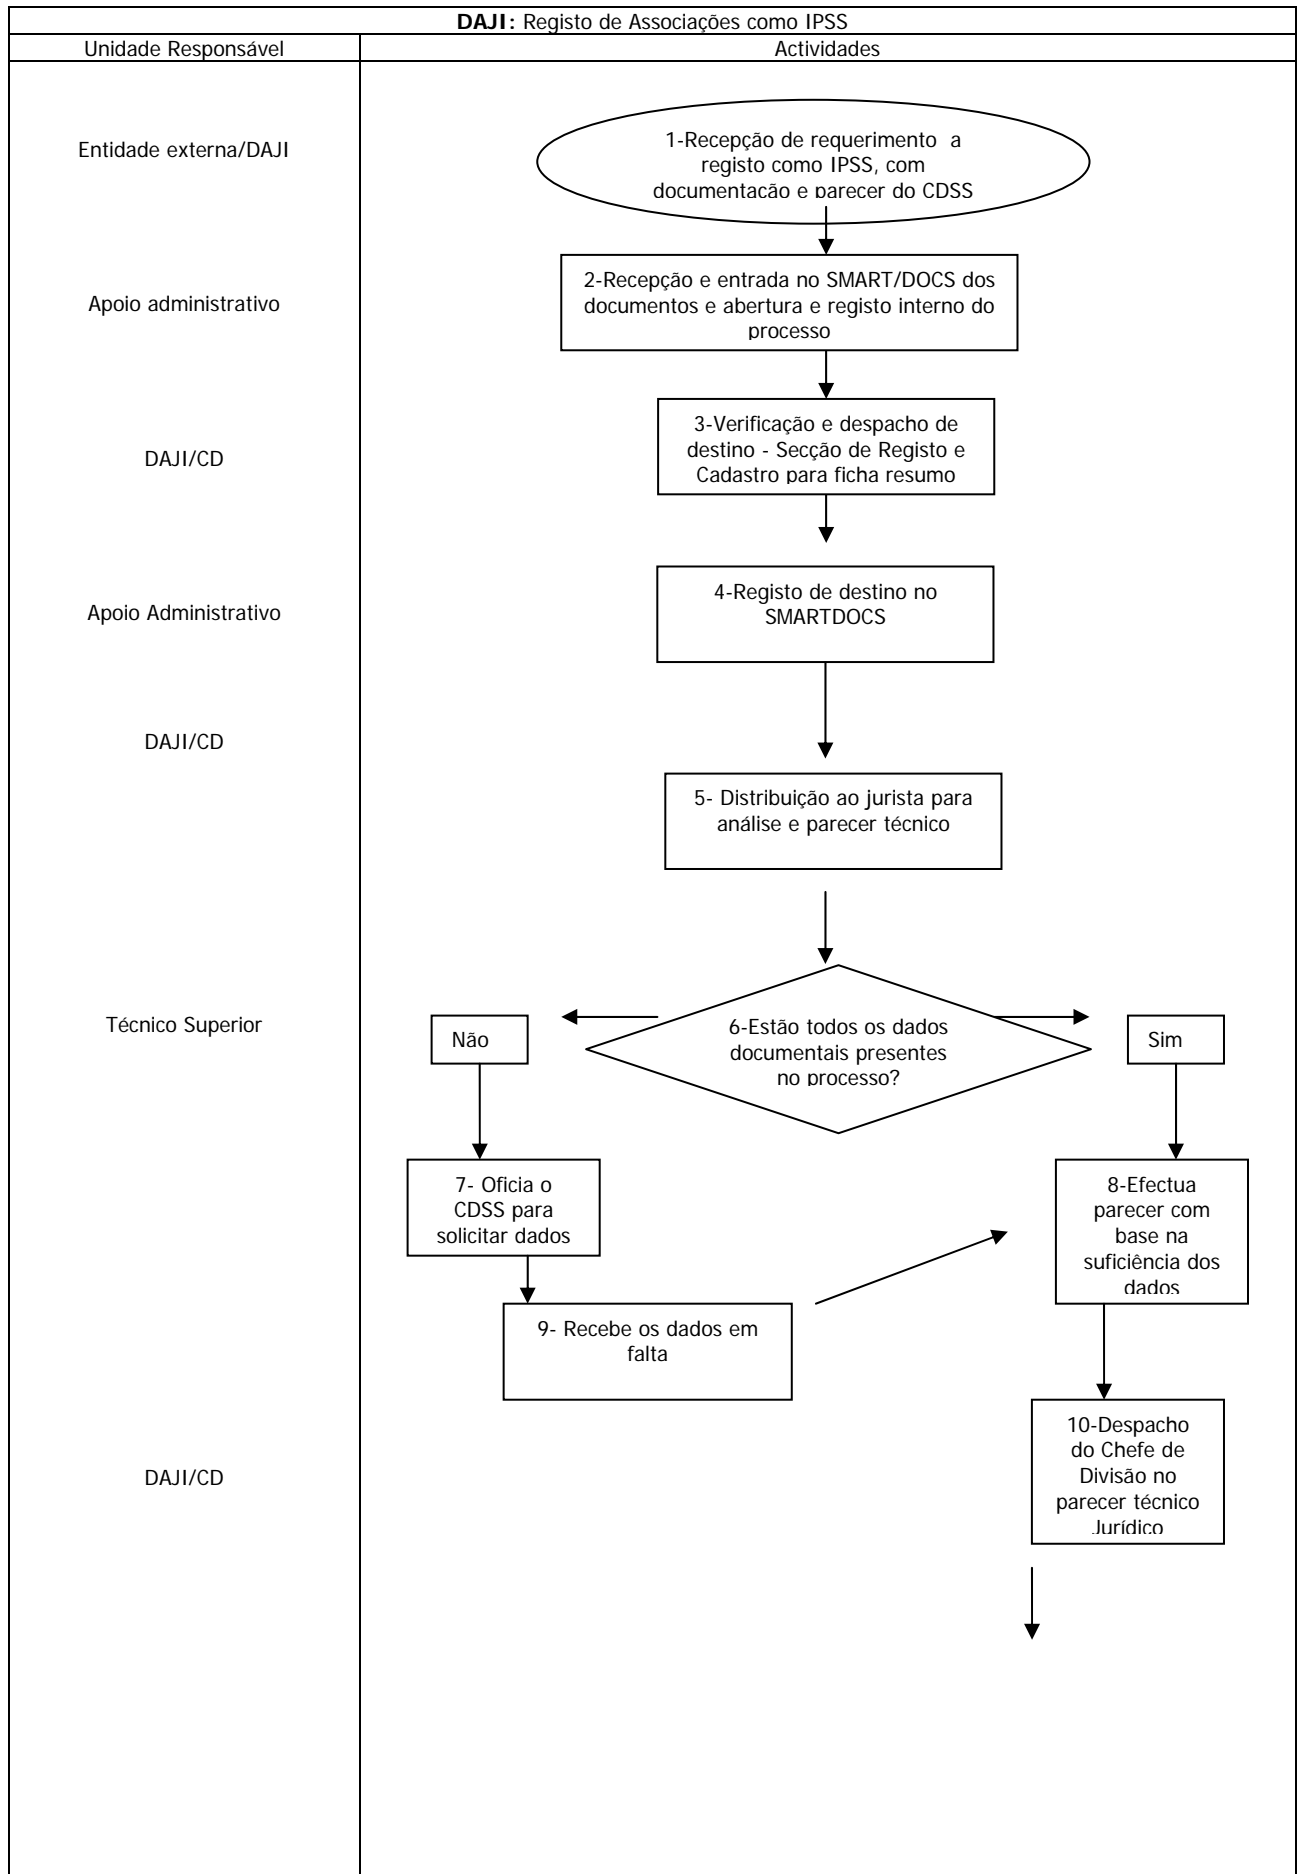 DAJI: Registo de Associações como IPSS
Unidade Responsável
Actividades
Entidade externa/DAJI
1-Recepção de requerimento a
registo como IPSS, com
documentação e parecer do CDSS
Apoio administrativo
2-Recepção e entrada no SMART/DOCS dos
documentos e abertura e registo interno do
processo
DAJI/CD
3-Verificação e despacho de
destino - Secção de Registo e
Cadastro para ficha resumo
Apoio Administrativo
4-Registo de destino no
SMARTDOCS
DAJI/CD
5- Distribuição ao jurista para
análise e parecer técnico
Técnico Superior
Não
6-Estão todos os dados
documentais presentes
no processo?
Sim
7- Oficia o
CDSS para
solicitar dados
8-Efectua
parecer com
base na
suficiência dos
dados
9- Recebe os dados em
falta
DAJI/CD
10-Despacho
do Chefe de
Divisão no
parecer técnico
Jurídico